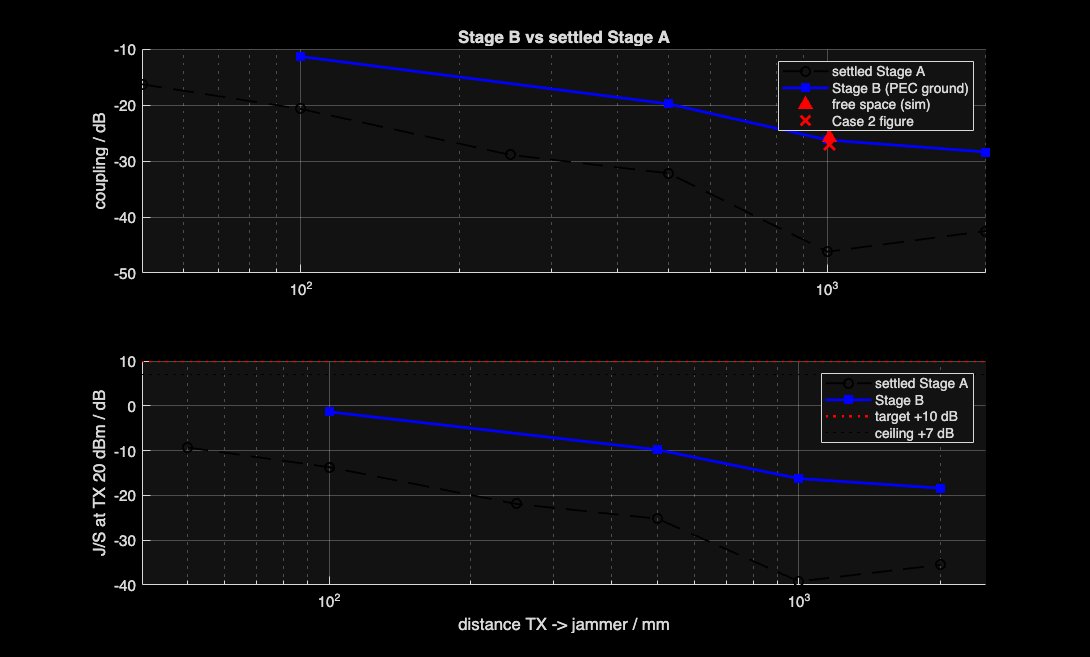 Stage B vs settled Stage A
-10
-20
-30
-40
-50
coupling / dB
10²
10³
settled Stage A
Stage B (PEC ground)
free space (sim)
Case 2 figure
10
0
-10
-20
-30
-40
J/S at TX 20 dBm / dB
10²
10³
settled Stage A
Stage B
target +10 dB
ceiling +7 dB
distance TX -> jammer / mm